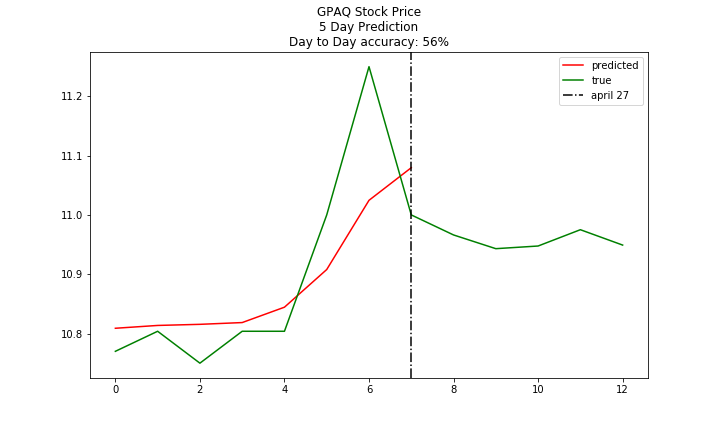 GPAQ Stock Price
5 Day Prediction
Day to Day accuracy: 56%
predicted
true
april 27
11.2
11.1
11.0
10.9
10.8
0 2 4 6 8 10 12